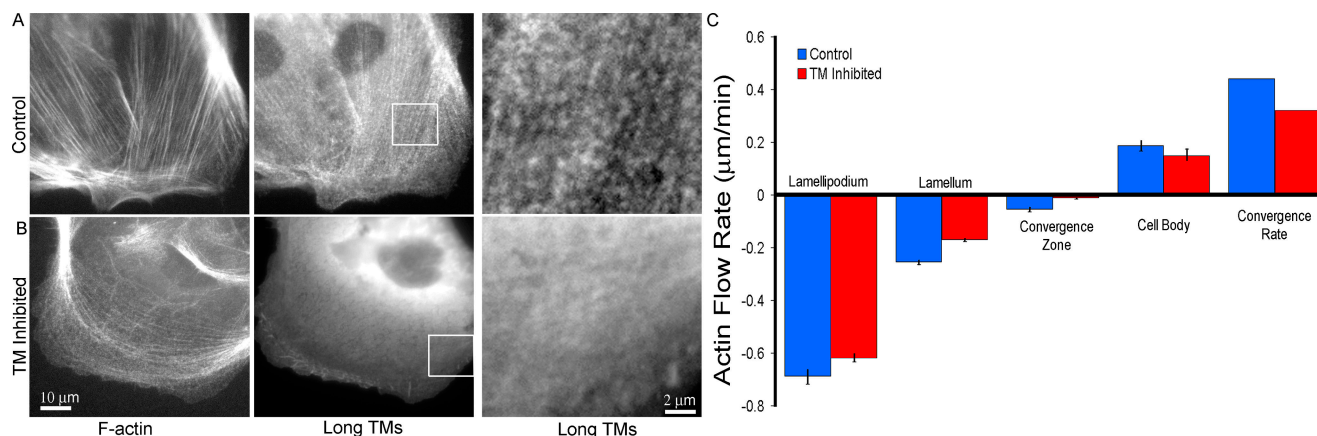 A
Control
B
TM Inhibited
10 μm
2 μm
F-actin
Long TMs
Long TMs
C
Actin Flow Rate (μm/min)
0.6
0.4
0.2
0
-0.2
-0.4
-0.6
-0.8
Control
TM Inhibited
Lamellipodium
Lamellum
Convergence
Zone
Cell Body
Convergence
Rate